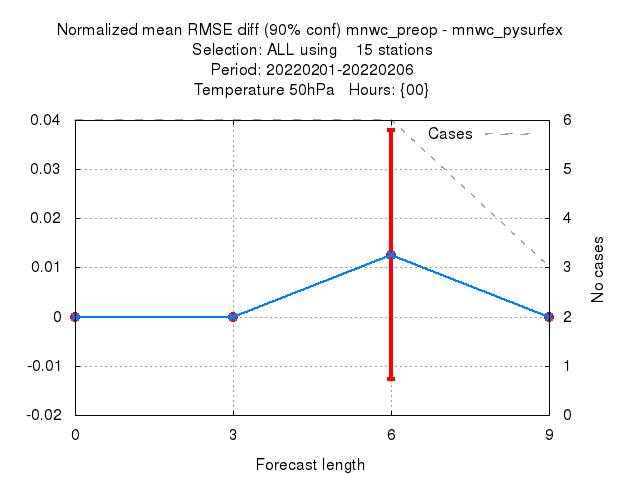 Normalized mean RMSE diff (90% conf) mnwc_preop - mnwc_pysurfex
Selection: ALL using    15 stations
Period: 20220201-20220206
Temperature 50hPa   Hours: {00}
Cases
0.04
0.03
0.02
0.01
0
-0.01
-0.02
6
5
4
3
2
1
0
No cases
0
3
6
9
Forecast length